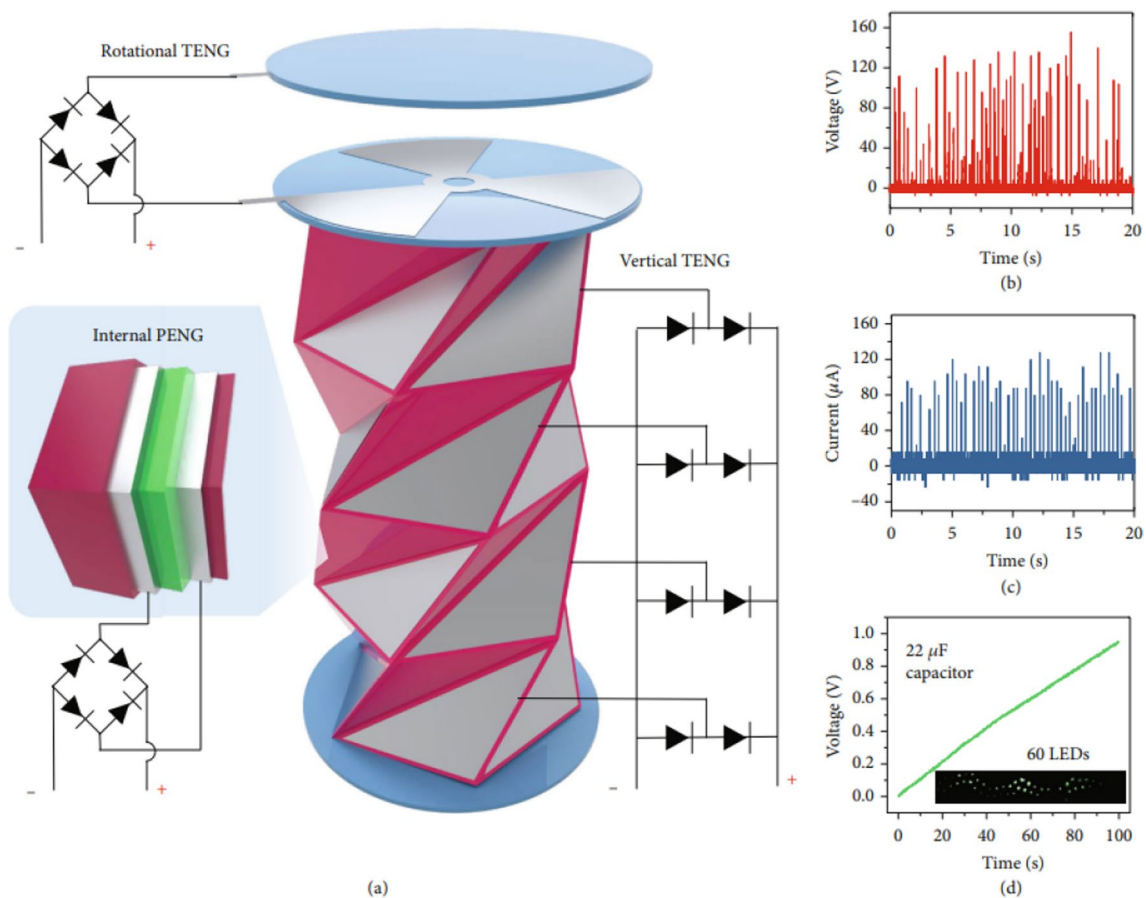 Rotational TENG
−
+
Internal PENG
−
+
Vertical TENG
−
+
(a)
160
120
80
40
0
Voltage (V)
0
5
10
15
20
Time (s)
(b)
160
120
80
40
0
−40
Current (μA)
0
5
10
15
20
Time (s)
(c)
1.0
0.8
0.6
0.4
0.2
0.0
Voltage (V)
22 μF
capacitor
60 LEDs
0
20
40
60
80
100
Time (s)
(d)